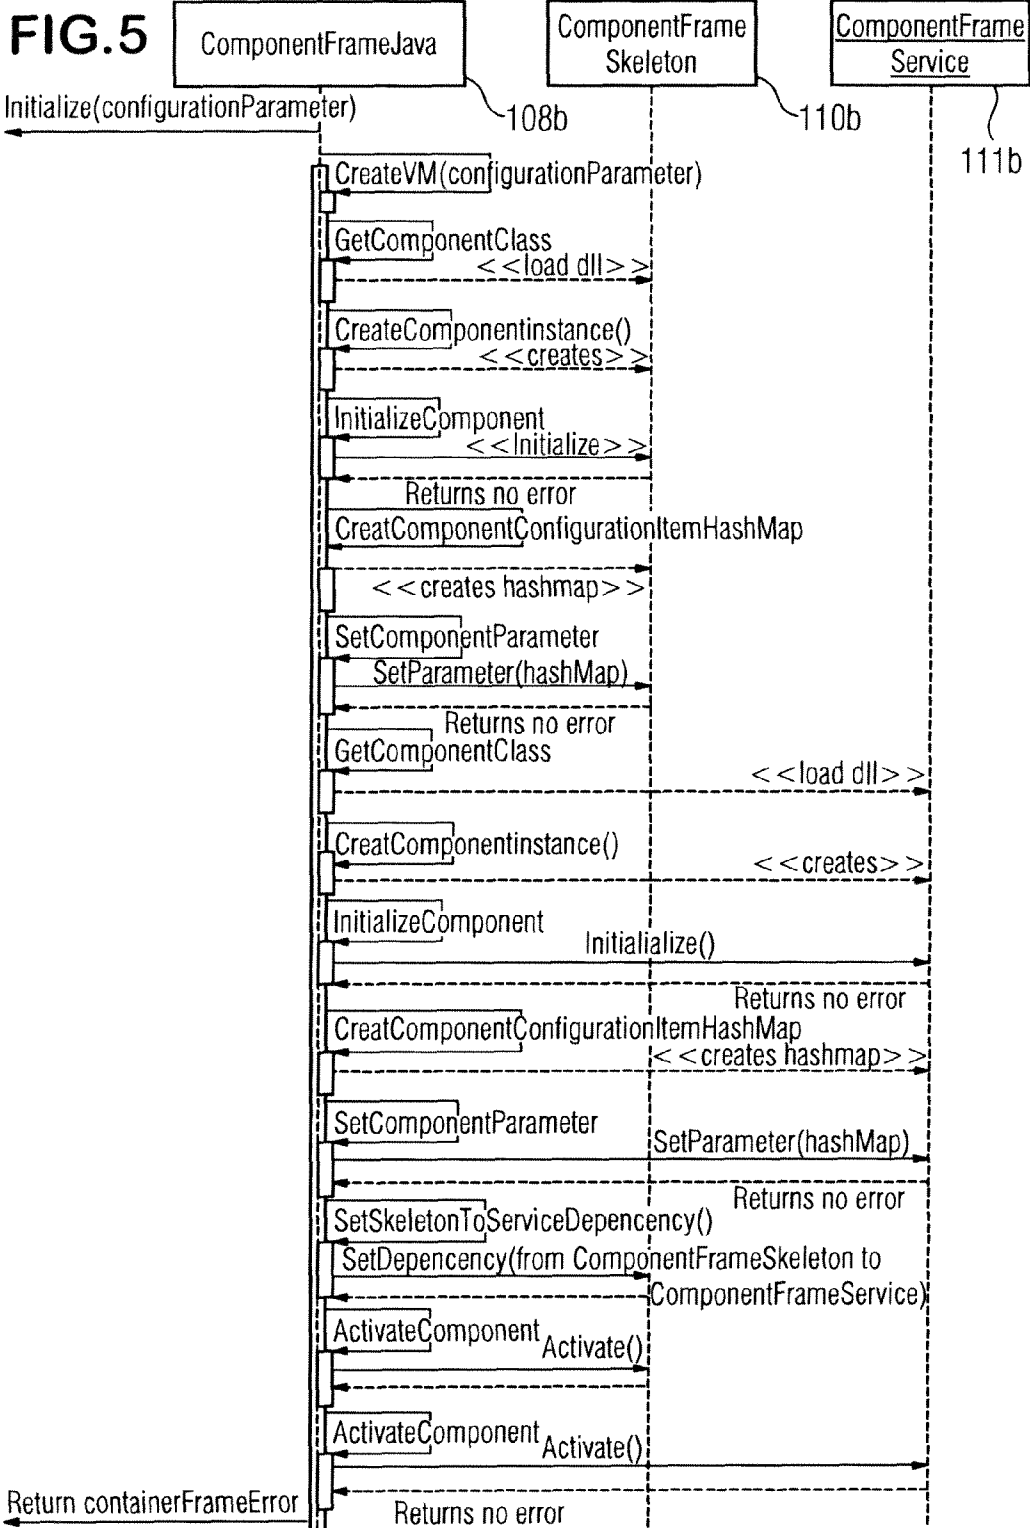 FIG.5
ComponentFrameJava
ComponentFrame
Skeleton
ComponentFrame
Service
108b
110b
111b
Initialize(configurationParameter)
CreateVM(configurationParameter)
GetComponentClass
<<load dll>>
CreateComponentinstance()
<<creates>>
InitializeComponent
<<Initialize>>
Returns no error
CreatComponentConfigurationItemHashMap
<<creates hashmap>>
SetComponentParameter
SetParameter(hashMap)
Returns no error
GetComponentClass
<<load dll>>
CreatComponentinstance()
<<creates>>
InitializeComponent
Initialialize()
Returns no error
CreatComponentConfigurationItemHashMap
<<creates hashmap>>
SetComponentParameter
SetParameter(hashMap)
Returns no error
SetSkeletonToServiceDepencency()
SetDepencency(from ComponentFrameSkeleton to
ComponentFrameService)
ActivateComponent
Activate()
ActivateComponent
Activate()
Return containerFrameError
Returns no error